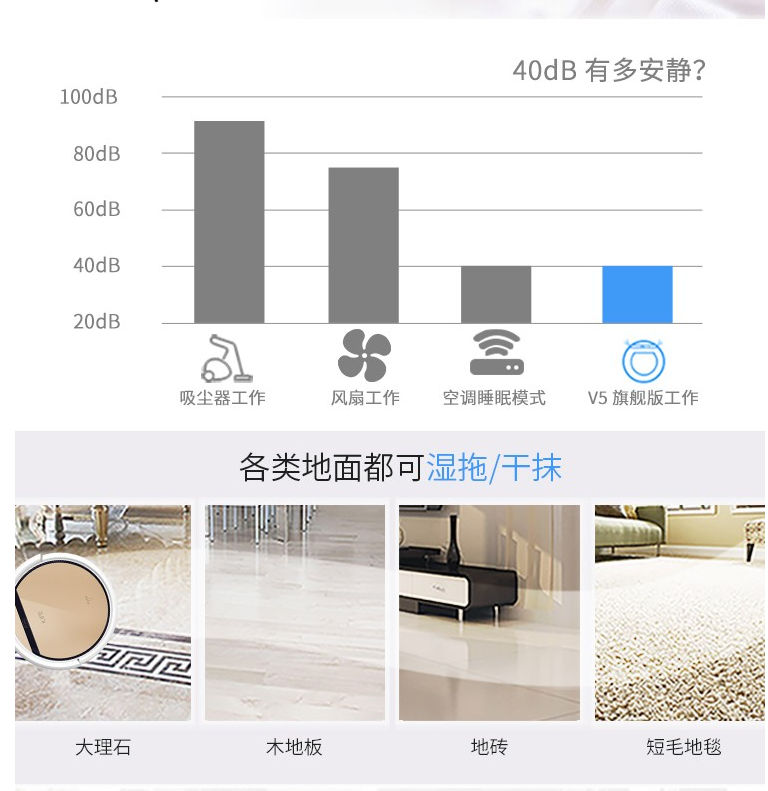 40dB 有多安静?
100dB
80dB
60dB
40dB
20dB
吸尘器工作 风扇工作 空调睡眠模式 V5 旗舰版工作
各类地面都可湿拖/干抹
大理石 木地板 地砖 短毛地毯